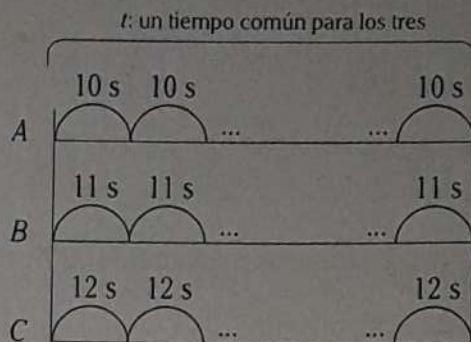 t: un tiempo común para los tres
10 s 10 s 10 s
A ... ...
11 s 11 s 11 s
B ... ...
12 s 12 s 12 s
C ... ...